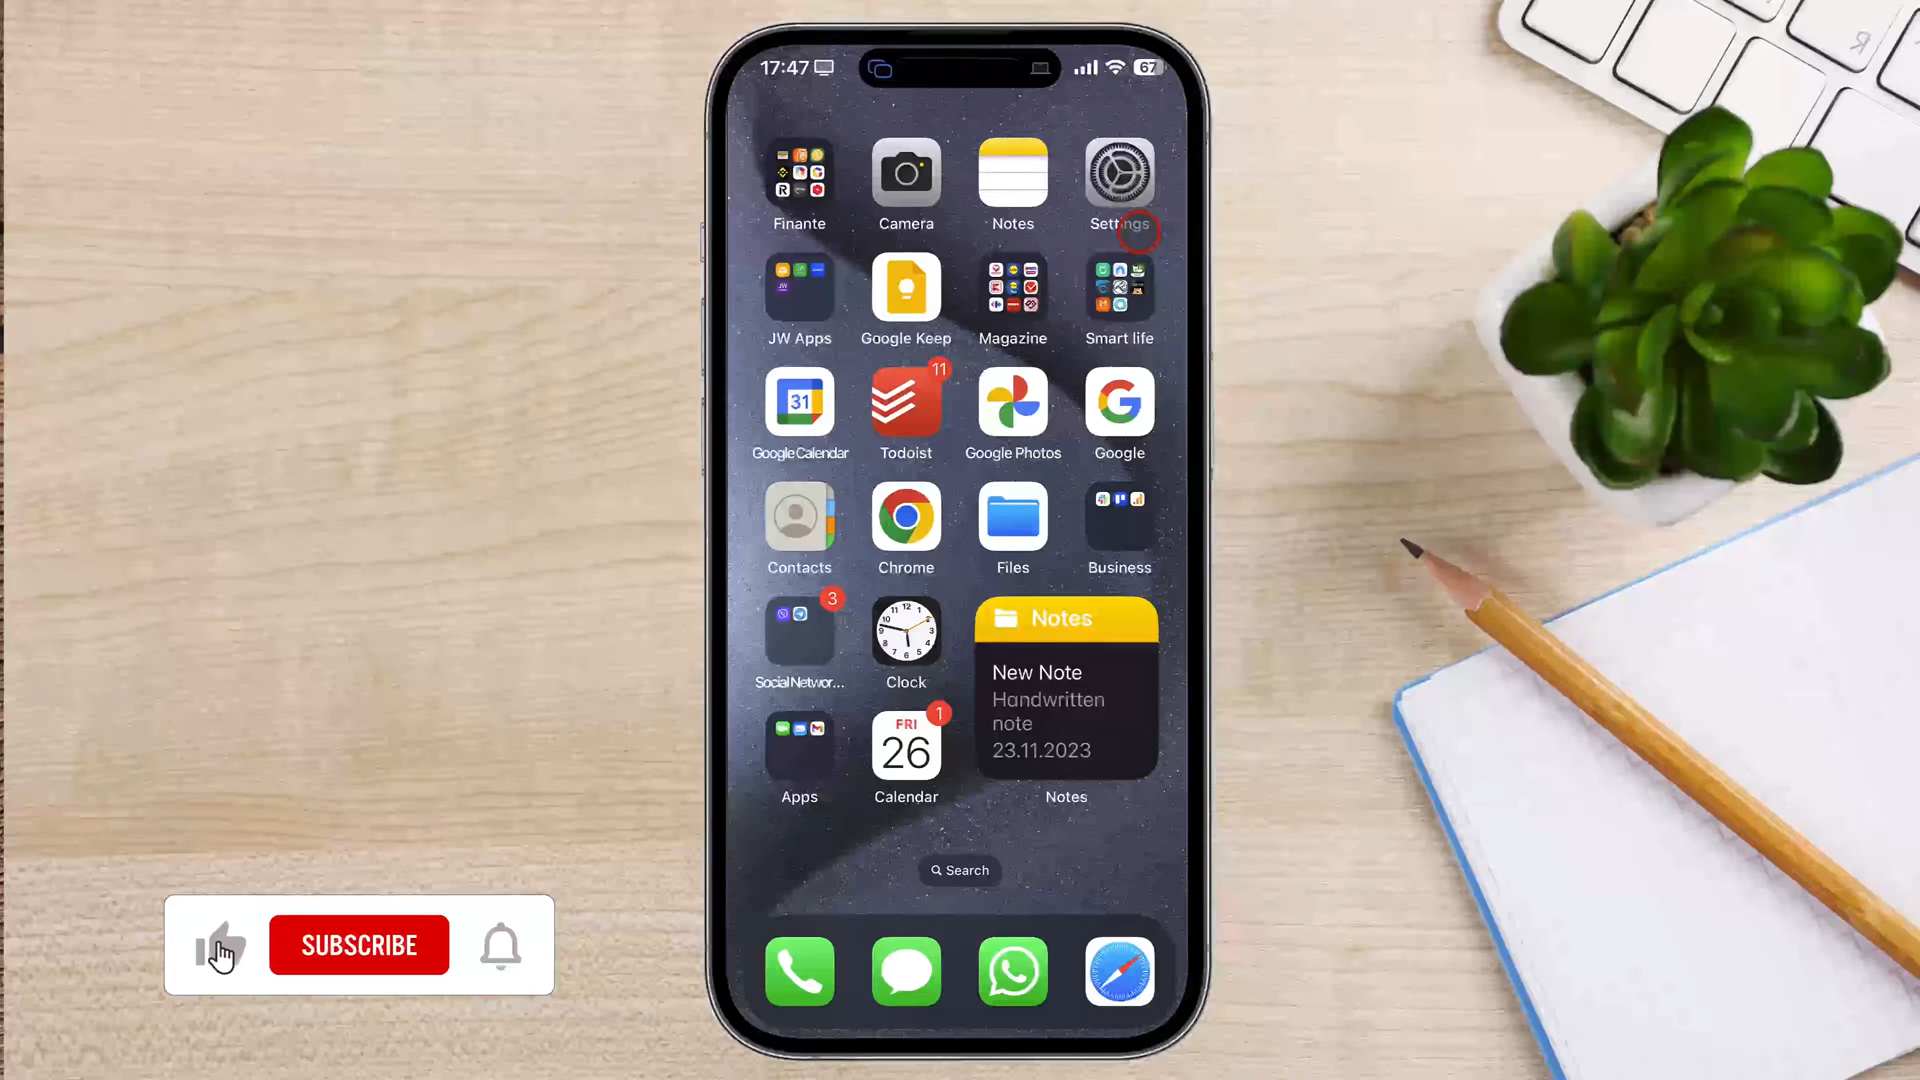 17:47
67
Finante
Camera
Notes
Settings
JW Apps
Google Keep
Magazine
Smart life
31
11
Google Calendar
Todoist
Google Photos
Google
Contacts
Chrome
Files
Business
3
Notes
New Note
Handwritten
note
23.11.2023
Social Networ...
Clock
1
FRI
26
Apps
Calendar
Notes
Search
SUBSCRIBE